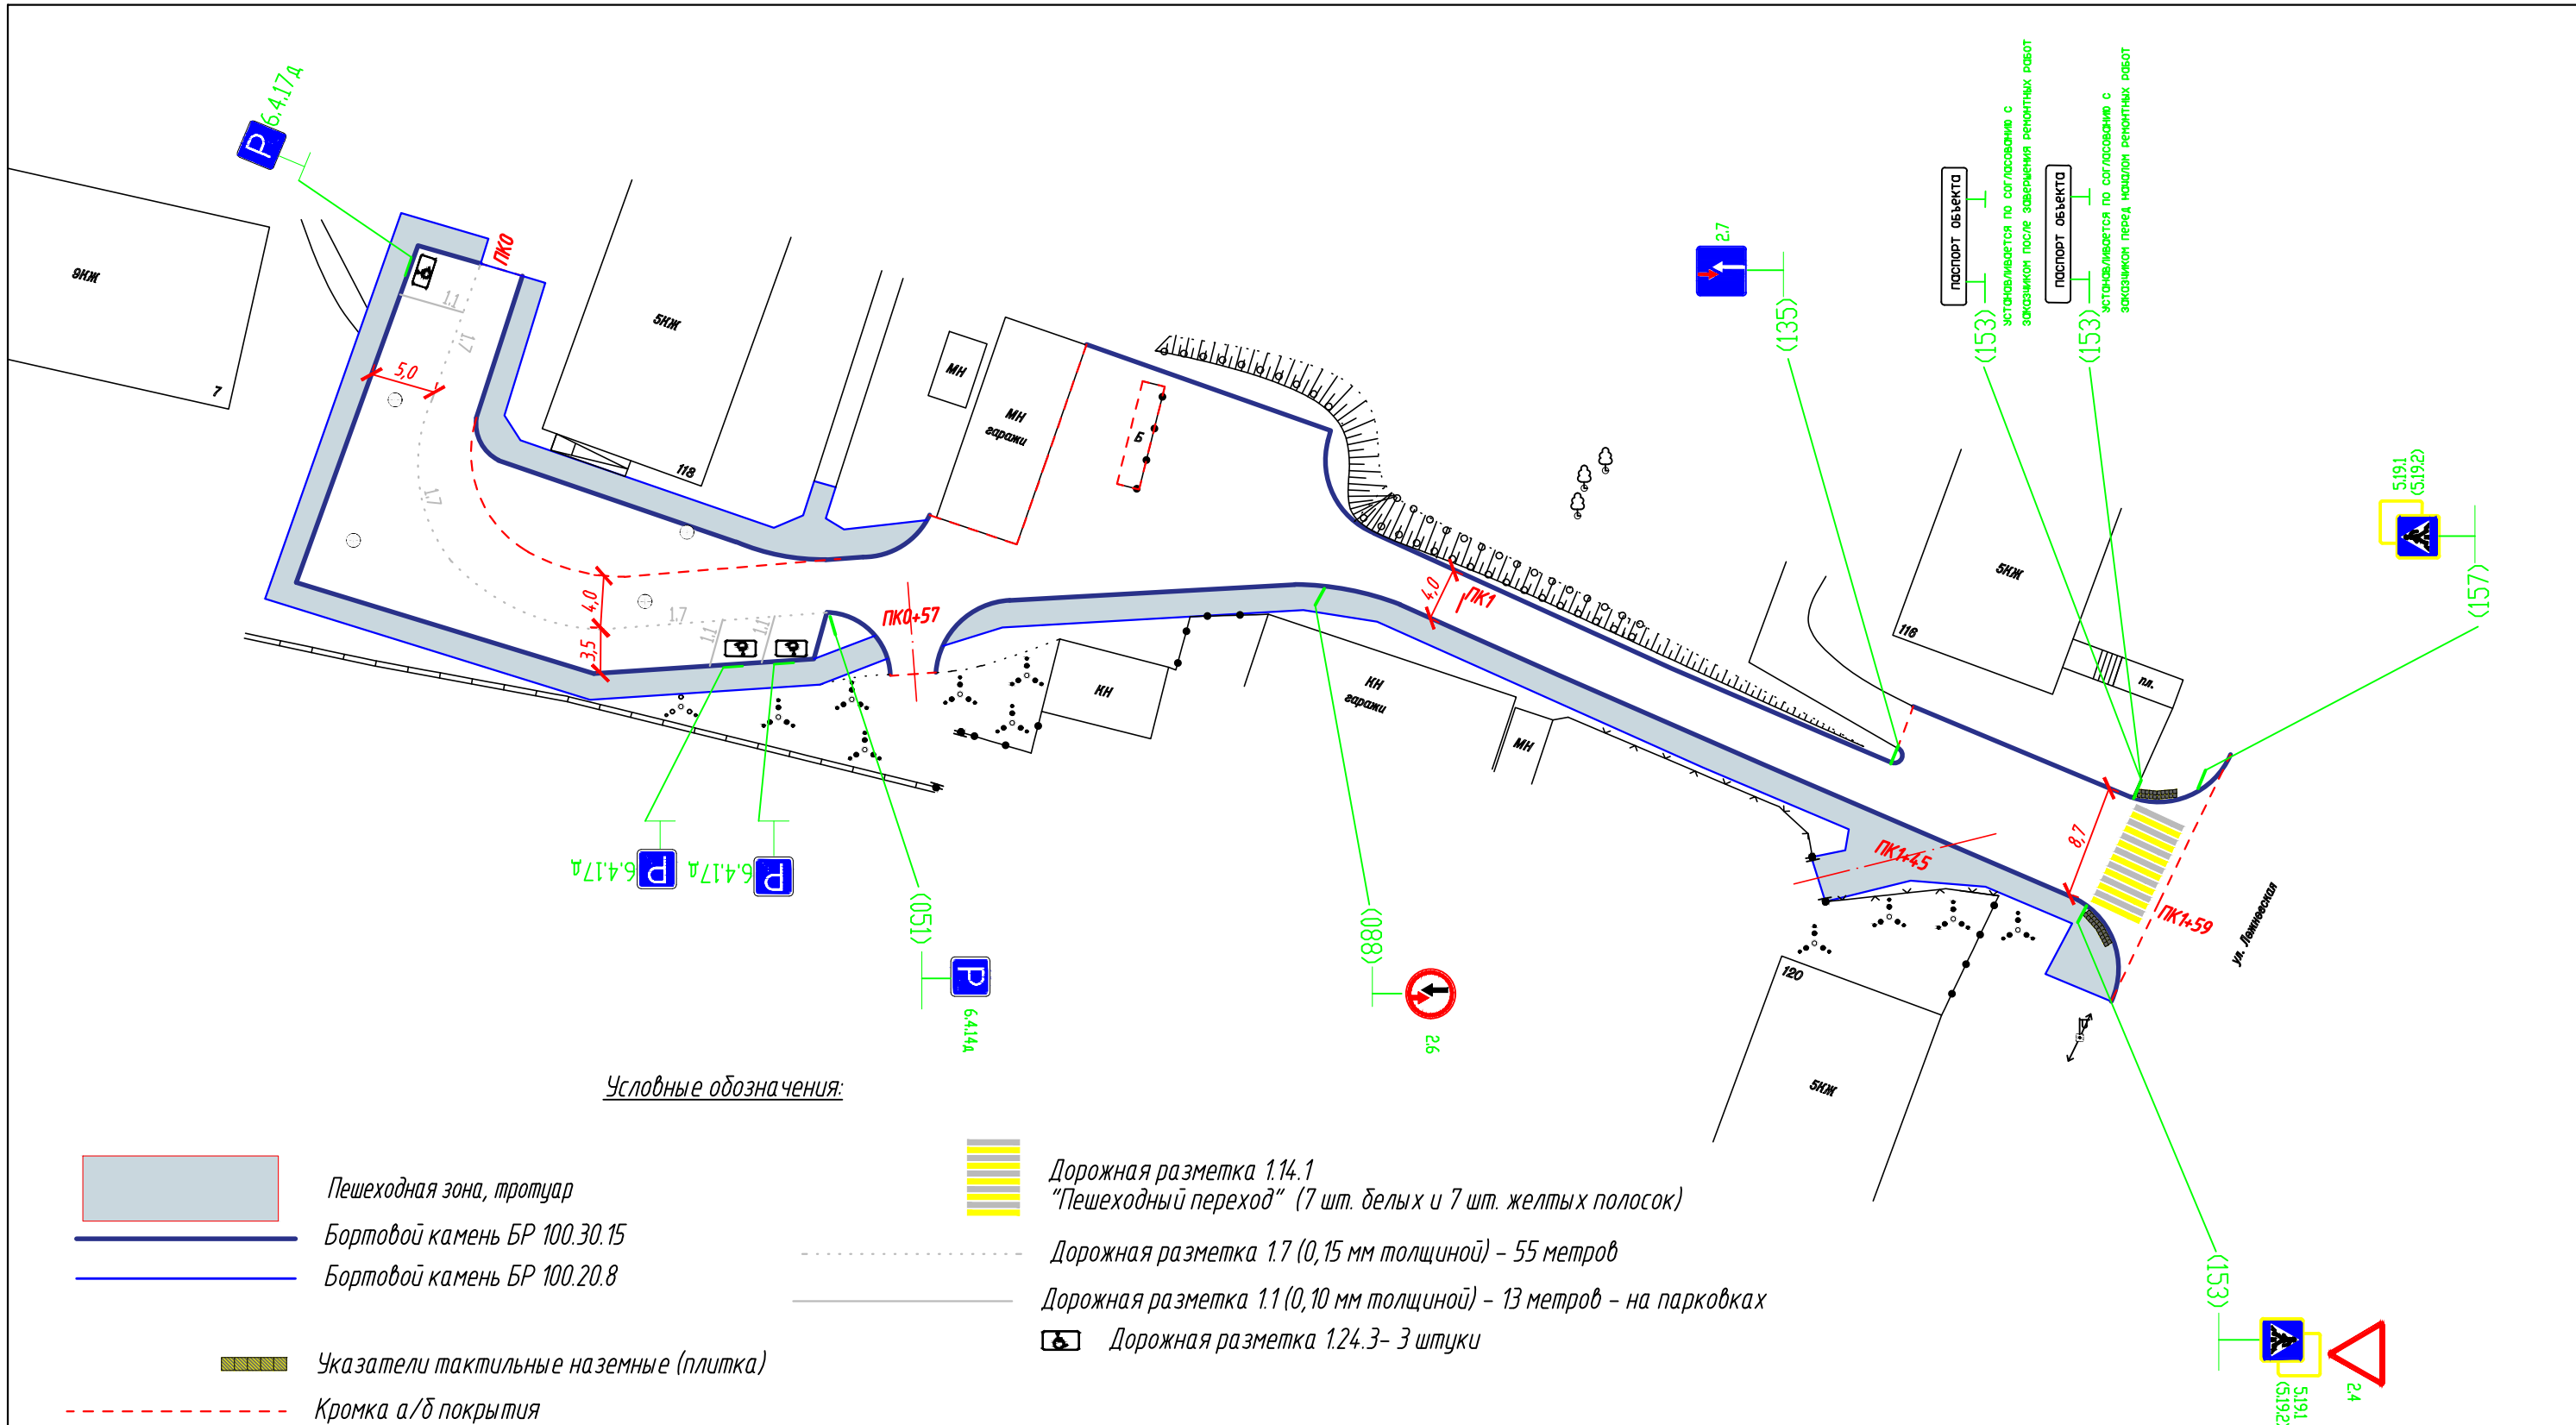 6.4.17д
P
9КЖ
7
ПК0
1.1
1.7
5,0
1.7
5КЖ
118
МН
МН
гаражи
Б
4,0
3,5
1.7
1.1
1.1
ПК0+57
6.4.17д
P
6.4.17д
P
(051)
P
6.4.14д
КН
КН
гаражи
МН
4,0
ПК1
(088)
2.6
2.7
(135)
паспорт объекта
(153)
устанавливается по согласованию с
заказчиком после завершения ремонтных работ
паспорт объекта
(153)
устанавливается по согласованию с
заказчиком перед началом ремонтных работ
5КЖ
116
пл.
5.19.1
(5.19.2)
(157)
8,7
ПК1+45
ПК1+59
ул. Лежневская
120
5КЖ
(153)
5.19.1
(5.19.2)
2.4
Условные обозначения:
Пешеходная зона, тротуар
Бортовой камень БР 100.30.15
Бортовой камень БР 100.20.8
Указатели тактильные наземные (плитка)
Кромка а/б покрытия
Дорожная разметка 1.14.1
"Пешеходный переход" (7 шт. белых и 7 шт. желтых полосок)
Дорожная разметка 1.7 (0,15 мм толщиной) – 55 метров
Дорожная разметка 1.1 (0,10 мм толщиной) – 13 метров – на парковках
Дорожная разметка 1.24.3– 3 штуки